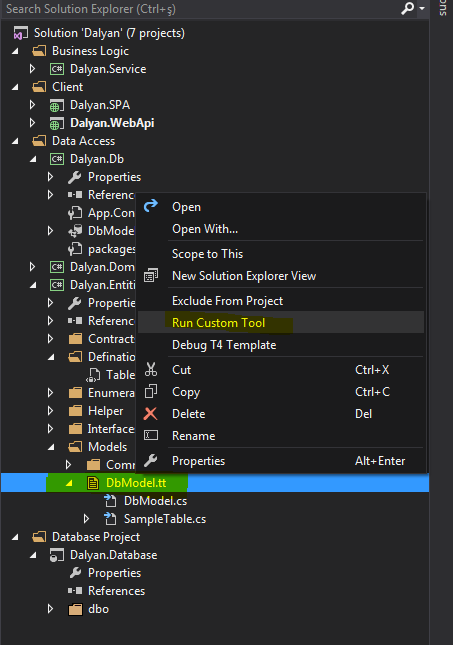 Search Solution Explorer (Ctrl+ş)
Solution 'Dalyan' (7 projects)
Business Logic
C# Dalyan.Service
Client
Dalyan.SPA
Dalyan.WebApi
Data Access
C# Dalyan.Db
Properties
Referenc
App.Con
DbMode
packages
C# Dalyan.Dom
C# Dalyan.Entiti
Propertie
Referenc
Contract
Defination
Table
Enumera
Helper
Interfaces
Models
Comm
DbModel.tt
DbModel.cs
SampleTable.cs
Database Project
Dalyan.Database
Properties
References
dbo
Open
Open With...
Scope to This
New Solution Explorer View
Exclude From Project
Run Custom Tool
Debug T4 Template
Cut Ctrl+X
Copy Ctrl+C
Delete Del
Rename
Properties Alt+Enter
ons